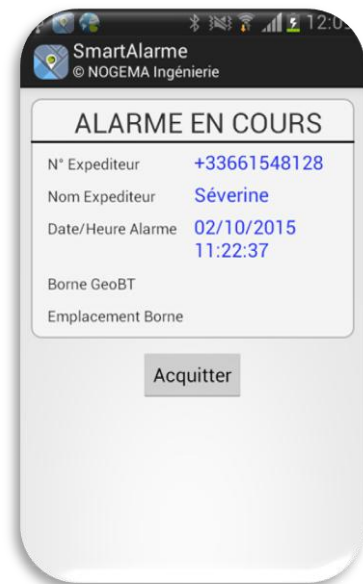 12:0
SmartAlarme
© NOGEMA Ingénierie
ALARME EN COURS
N° Expediteur +33661548128
Nom Expediteur Séverine
Date/Heure Alarme 02/10/2015
11:22:37
Borne GeoBT
Emplacement Borne
Acquitter